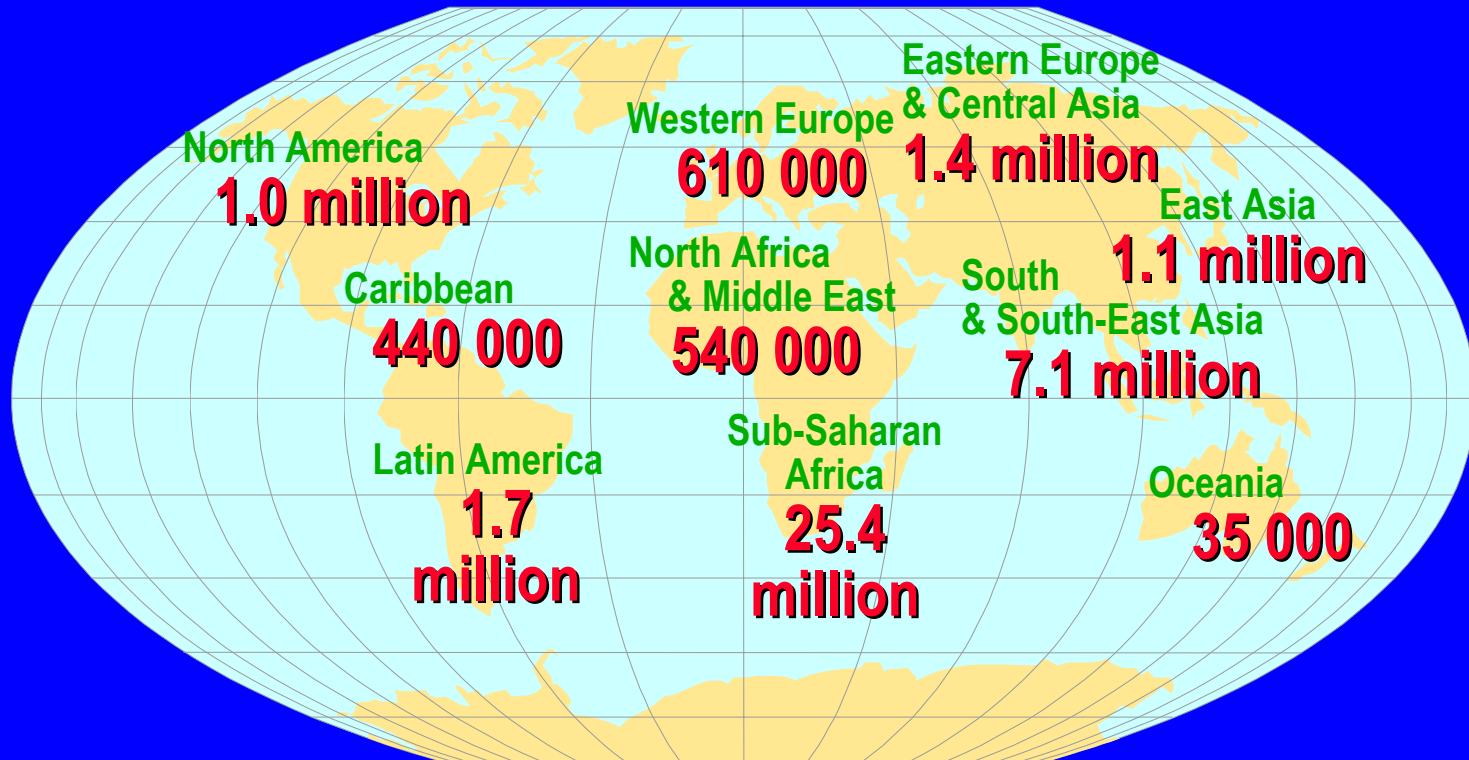 North America
1.0 million
Caribbean
440 000
Latin America
1.7
million
Western Europe
610 000
North Africa
& Middle East
540 000
Sub-Saharan
Africa
25.4
million
Eastern Europe
& Central Asia
1.4 million
East Asia
1.1 million
South
& South-East Asia
7.1 million
Oceania
35 000